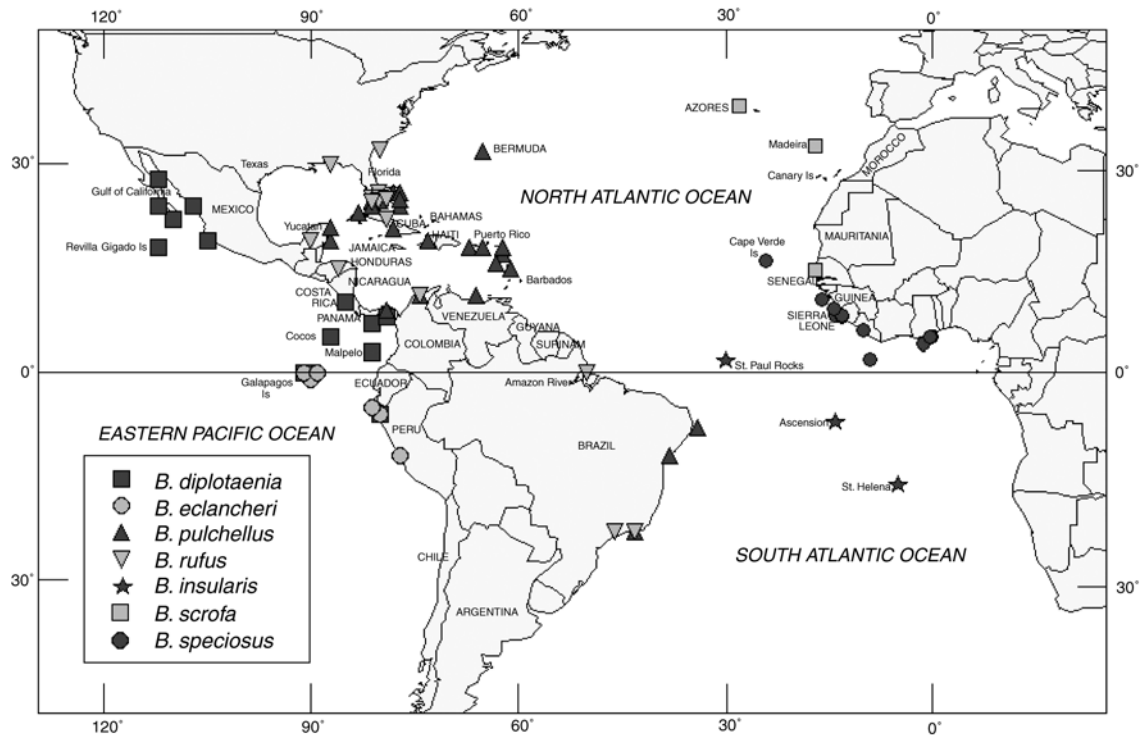 120° 90° 60° 30° 0°
AZORES
Madeira
MOROCCO
Texas
BERMUDA
30° 30°
Florida
Canary Is
Gulf of California
NORTH ATLANTIC OCEAN
MEXICO
BAHAMAS
Yucatan CUBA
HAITI Puerto Rico
MAURITANIA
Revilla Gigado Is
JAMAICA
Cape Verde
Is
HONDURAS
SENEGAL
NICARAGUA
Barbados
COSTA
RICA
GUINEA
PANAMA
VENEZUELA
SIERRA
LEONE
GUYANA
Cocos
COLOMBIA SURINAM
Malpelo
St. Paul Rocks
0° 0°
Galapagos
Is
ECUADOR
Amazon River
Ascension
PERU
EASTERN PACIFIC OCEAN
BRAZIL
St. Helena
B. diplotaenia
B. eclancheri
B. pulchellus
B. rufus
B. insularis
B. scrofa
B. speciosus
CHILE
SOUTH ATLANTIC OCEAN
30° 30°
ARGENTINA
120° 90° 60° 30° 0°